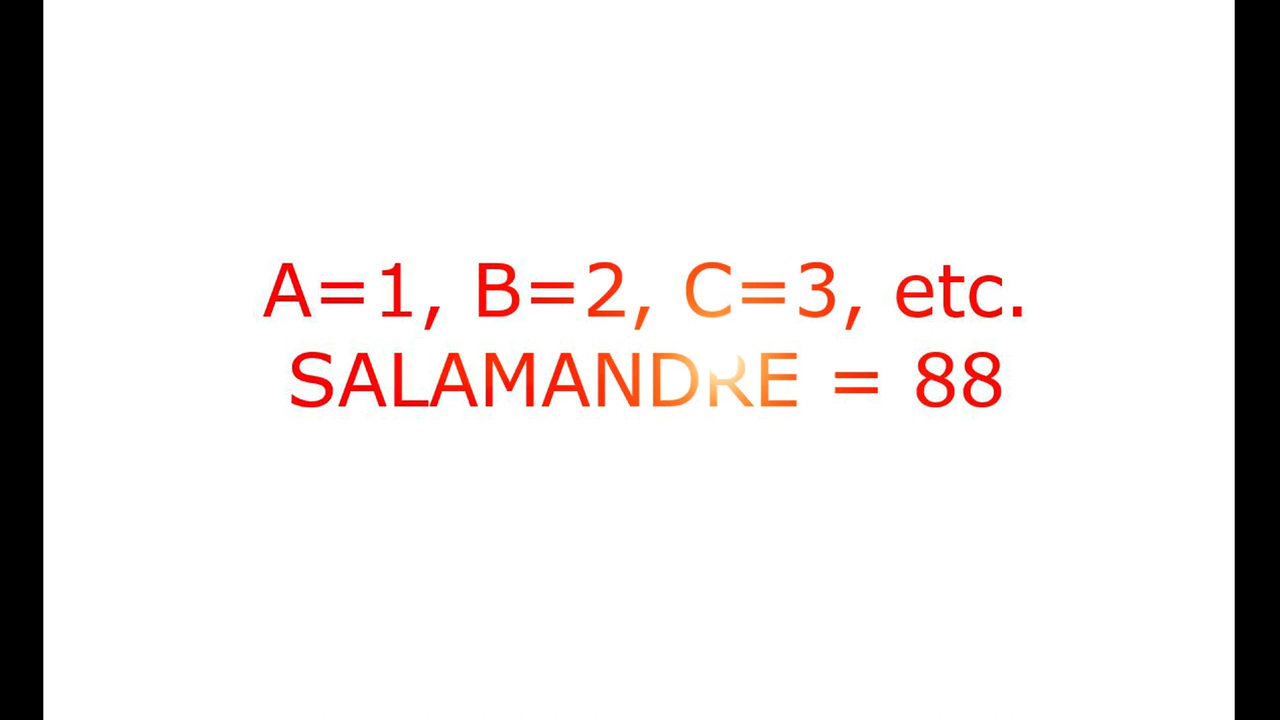 A=1, B=2, C=3, etc.
SALAMANDRE = 88